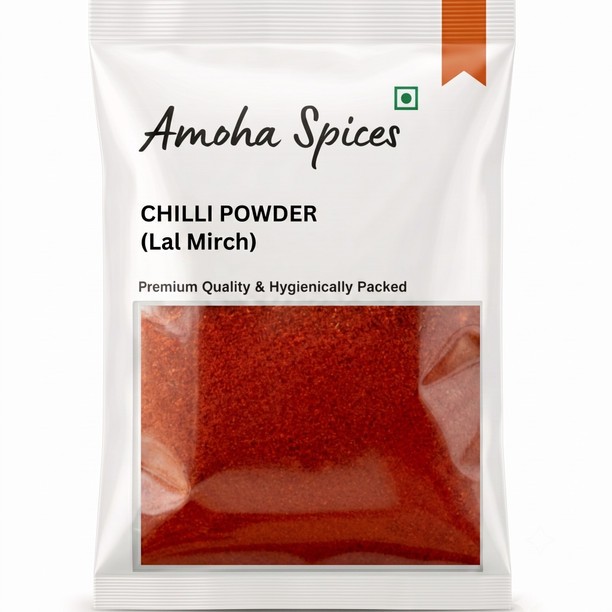 Amoha Spices
CHILLI POWDER
(Lal Mirch)
Premium Quality & Hygienically Packed